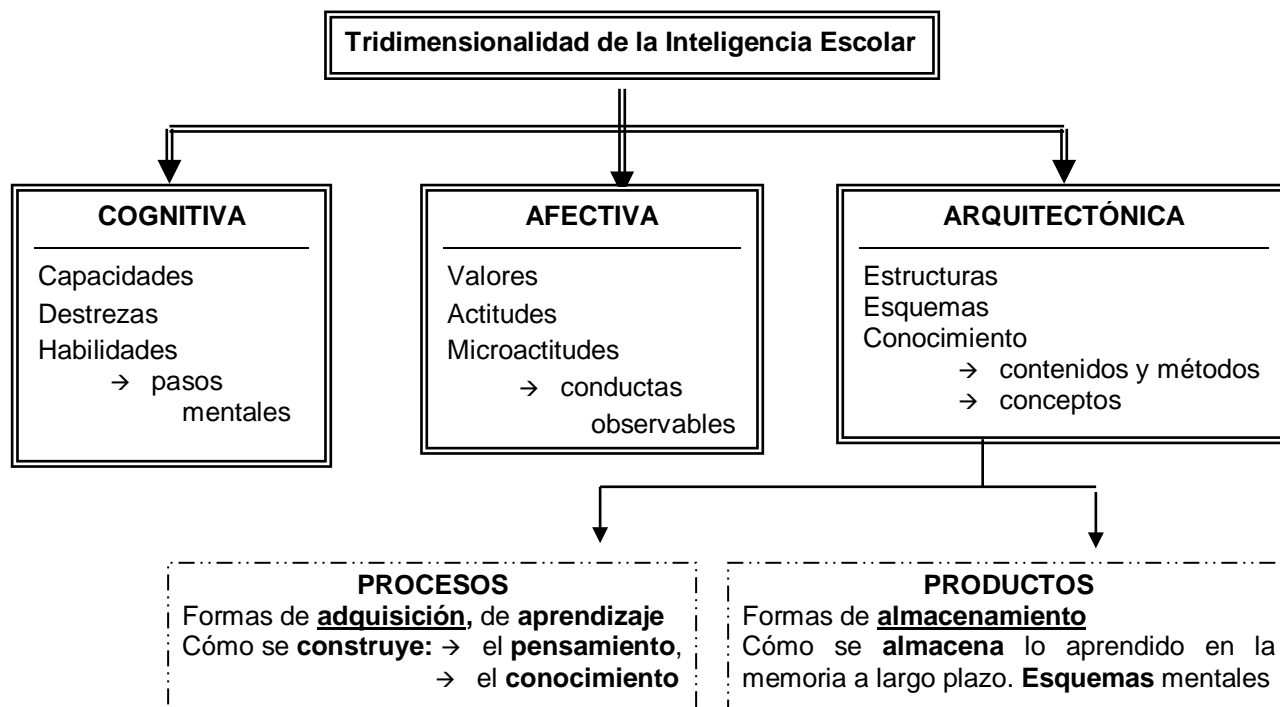 Tridimensionalidad de la Inteligencia Escolar
COGNITIVA
Capacidades
Destrezas
Habilidades
→ pasos
mentales
AFECTIVA
Valores
Actitudes
Microactitudes
→ conductas
observables
ARQUITECTÓNICA
Estructuras
Esquemas
Conocimiento
→ contenidos y métodos
→ conceptos
PROCESOS
Formas de adquisición, de aprendizaje
Cómo se construye: → el pensamiento,
→ el conocimiento
PRODUCTOS
Formas de almacenamiento
Cómo se almacena lo aprendido en la
memoria a largo plazo. Esquemas mentales